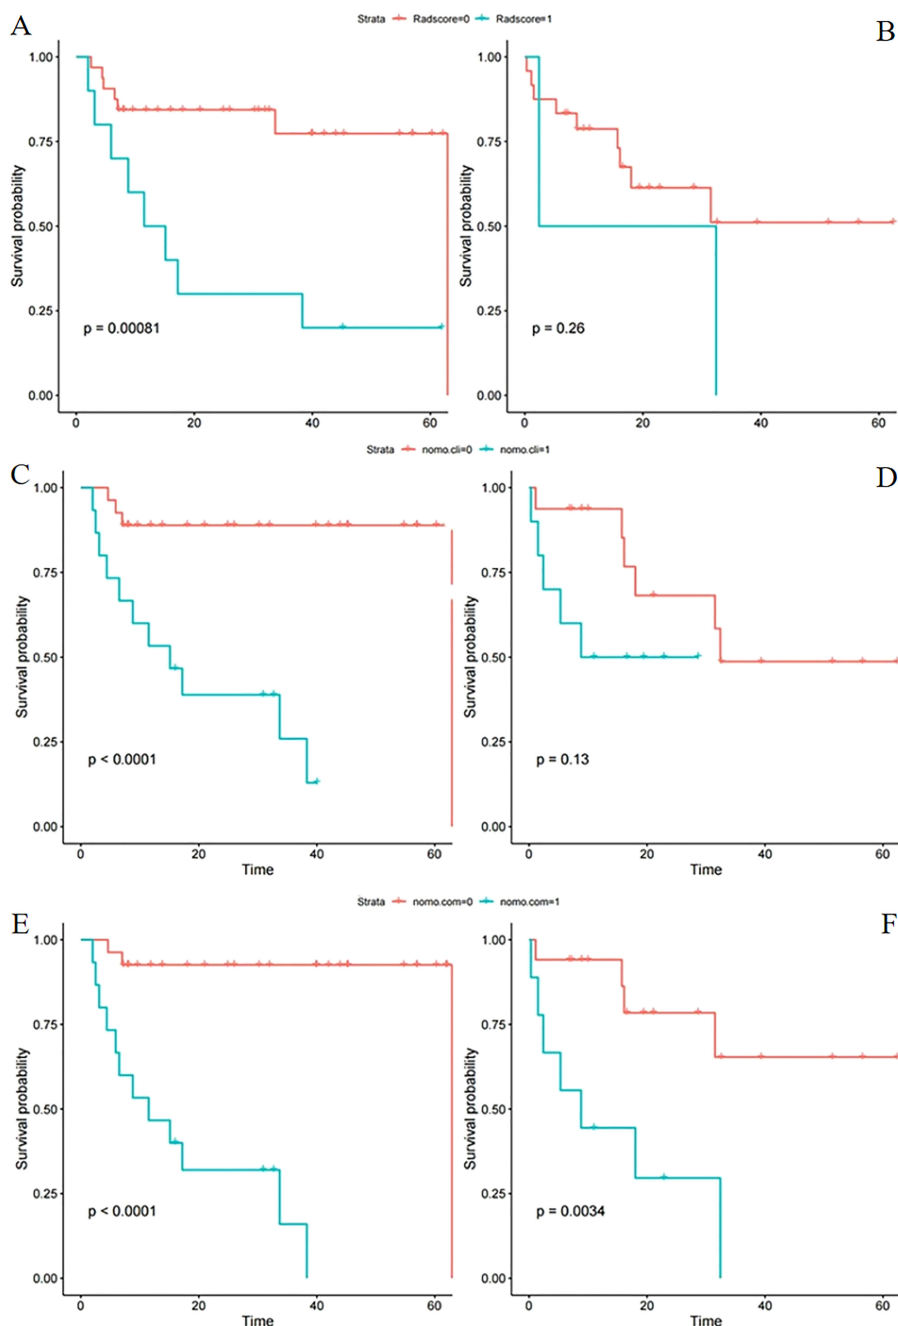 A
Strata Radscore=0 Radscore=1
B
1.00
0.75
0.50
0.25
0.00
Survival probability
p = 0.00081
0 20 40 60
1.00
0.75
0.50
0.25
0.00
Survival probability
p = 0.26
0 20 40 60
Strata nomo.cli=0 nomo.cli=1
C
D
1.00
0.75
0.50
0.25
0.00
Survival probability
p < 0.0001
0 20 40 60
Time
1.00
0.75
0.50
0.25
0.00
Survival probability
p = 0.13
0 20 40 60
Time
Strata nomo.com=0 nomo.com=1
E
F
1.00
0.75
0.50
0.25
0.00
Survival probability
p < 0.0001
0 20 40 60
Time
1.00
0.75
0.50
0.25
0.00
Survival probability
p = 0.0034
0 20 40 60
Time